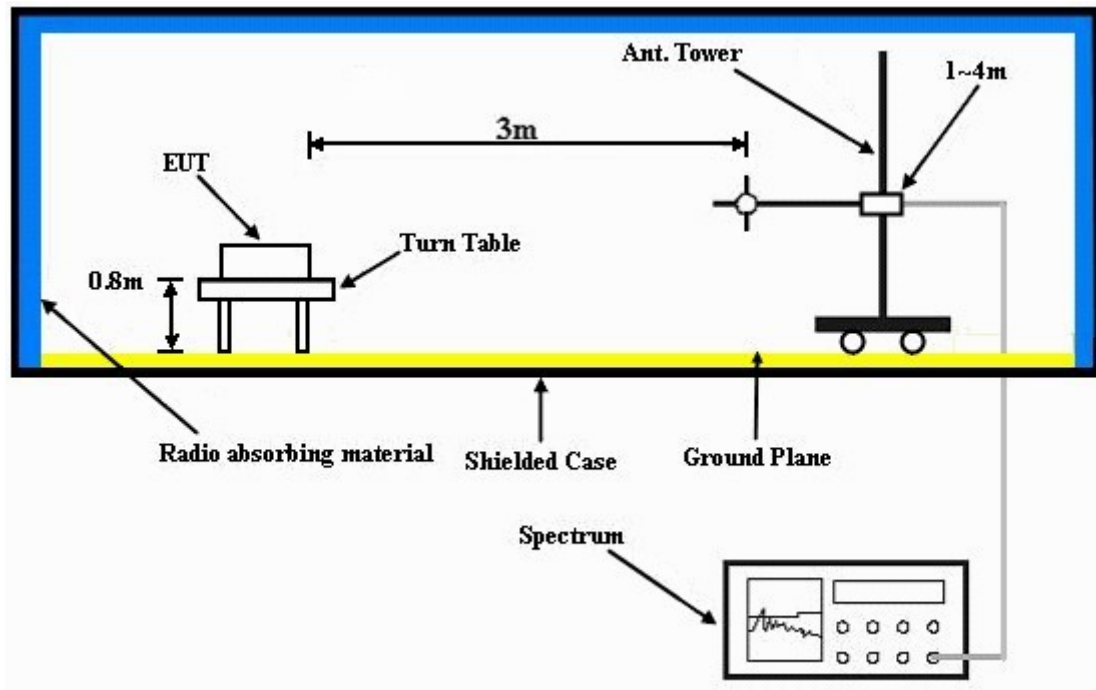 Ant. Tower
1~4m
3m
EUT
Turn Table
0.8m
Radio absorbing material
Shielded Case
Ground Plane
Spectrum